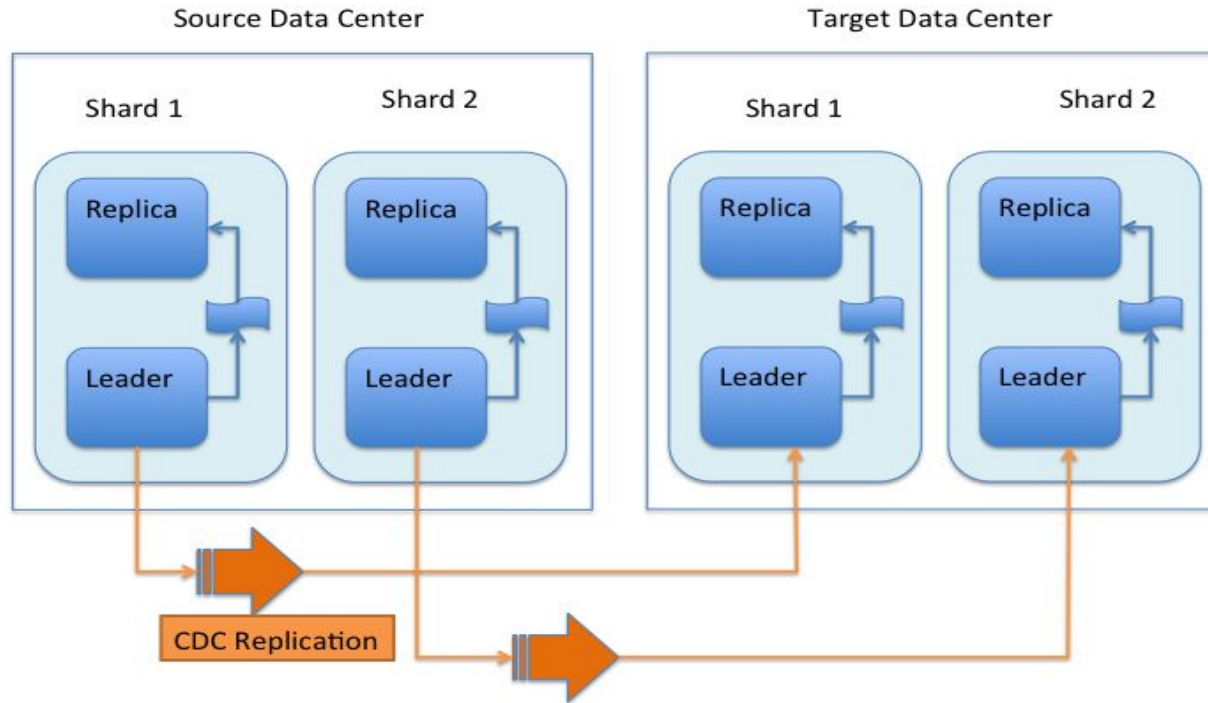 Source Data Center
Target Data Center
Shard 1
Shard 2
Shard 1
Shard 2
Replica
Replica
Replica
Replica
Leader
Leader
Leader
Leader
CDC Replication